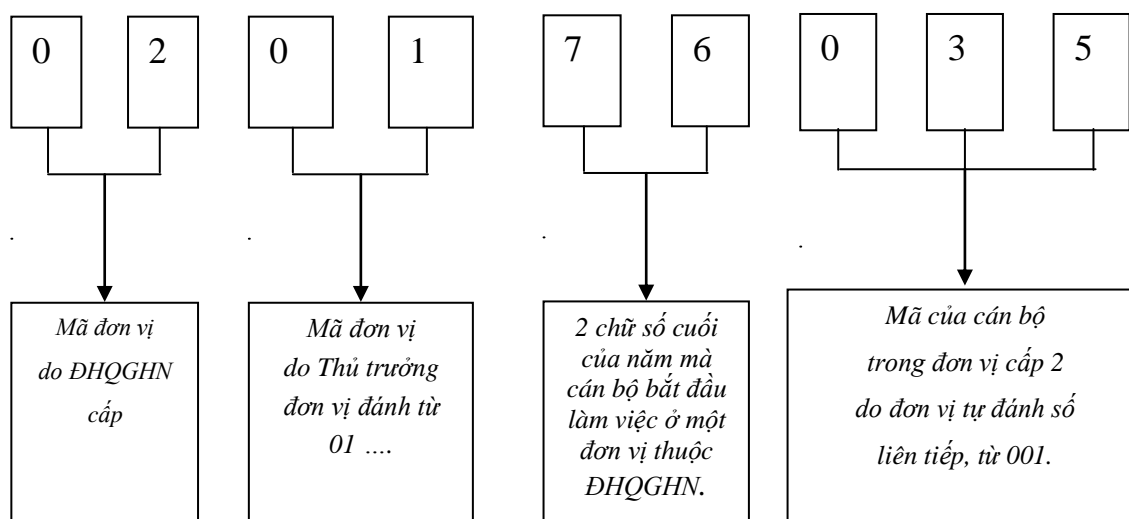 0 2 0 1 7 6 0 3 5
Mã đơn vị
do ĐHQGHN
cấp
Mã đơn vị
do Thủ trưởng
đơn vị đánh từ
01 ….
2 chữ số cuối
của năm mà
cán bộ bắt đầu
làm việc ở một
đơn vị thuộc
ĐHQGHN.
Mã của cán bộ
trong đơn vị cấp 2
do đơn vị tự đánh số
liên tiếp, từ 001.